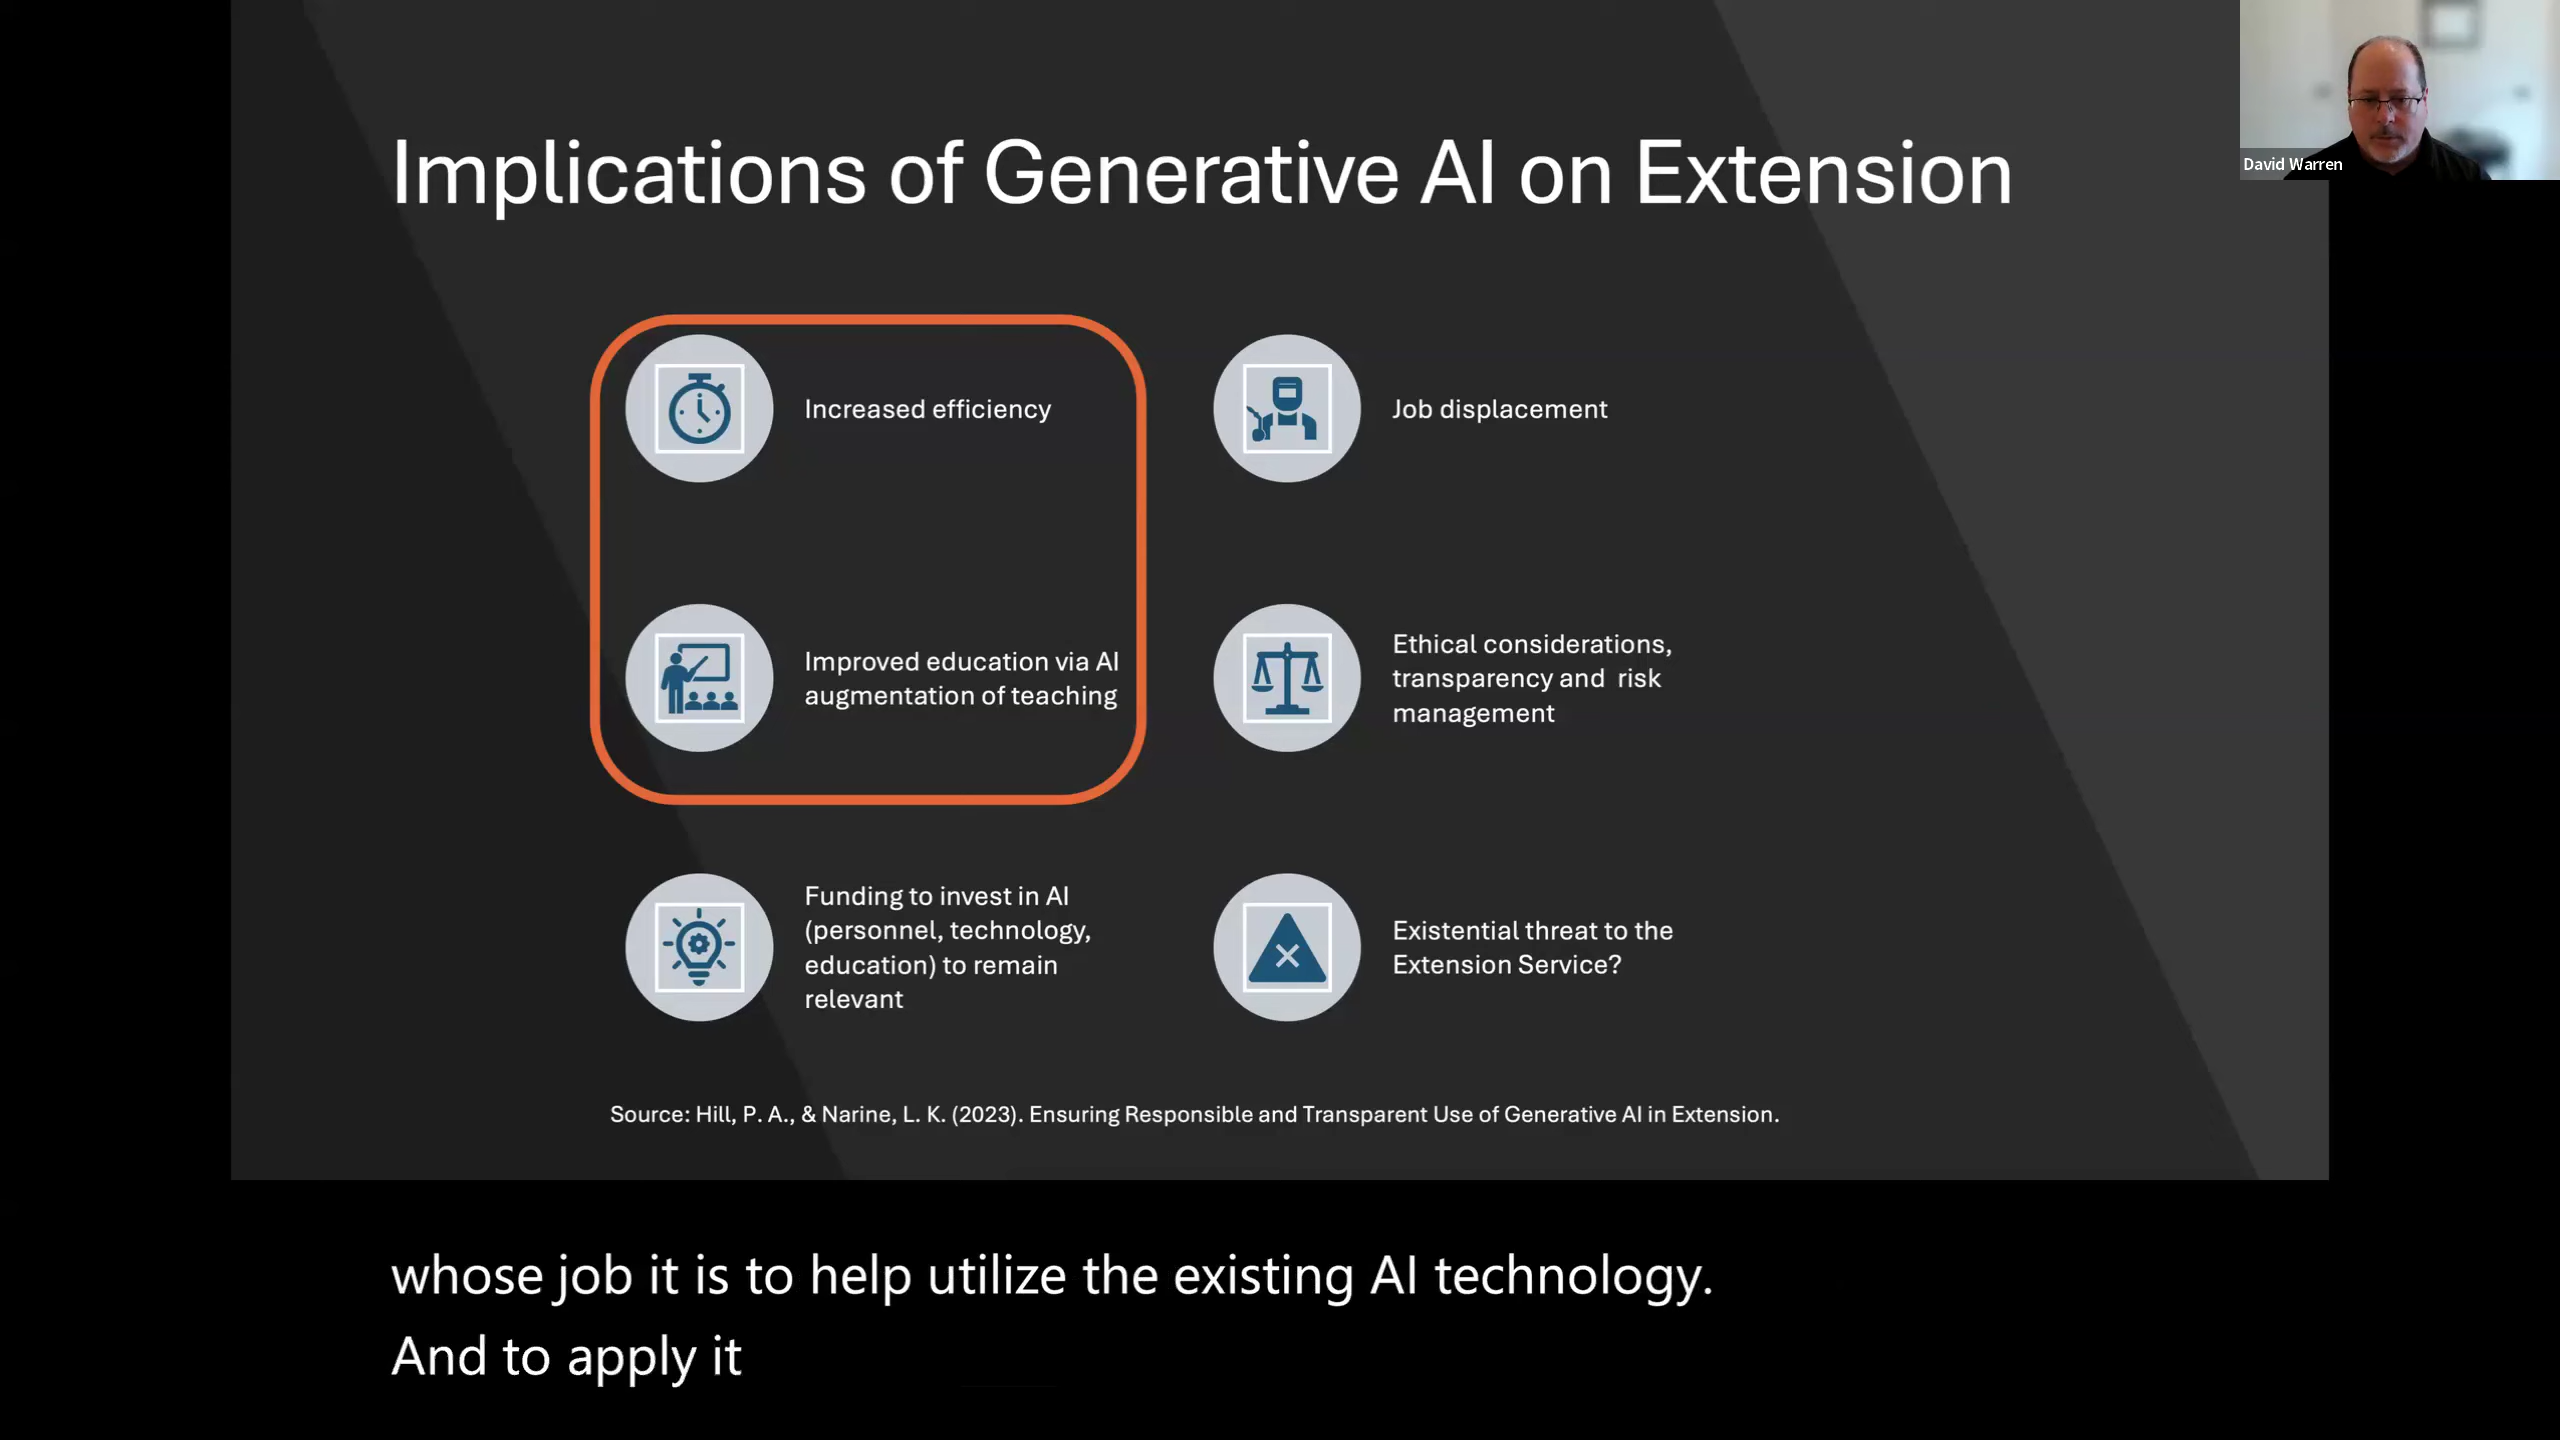 Implications of Generative AI on Extension
David Warren
Increased efficiency
Job displacement
Improved education via AI
augmentation of teaching
Ethical considerations,
transparency and  risk
management
Funding to invest in AI
(personnel, technology,
education) to remain
relevant
Existential threat to the
Extension Service?
Source: Hill, P. A., & Narine, L. K. (2023). Ensuring Responsible and Transparent Use of Generative AI in Extension.
whose job it is to help utilize the existing AI technology.
And to apply it